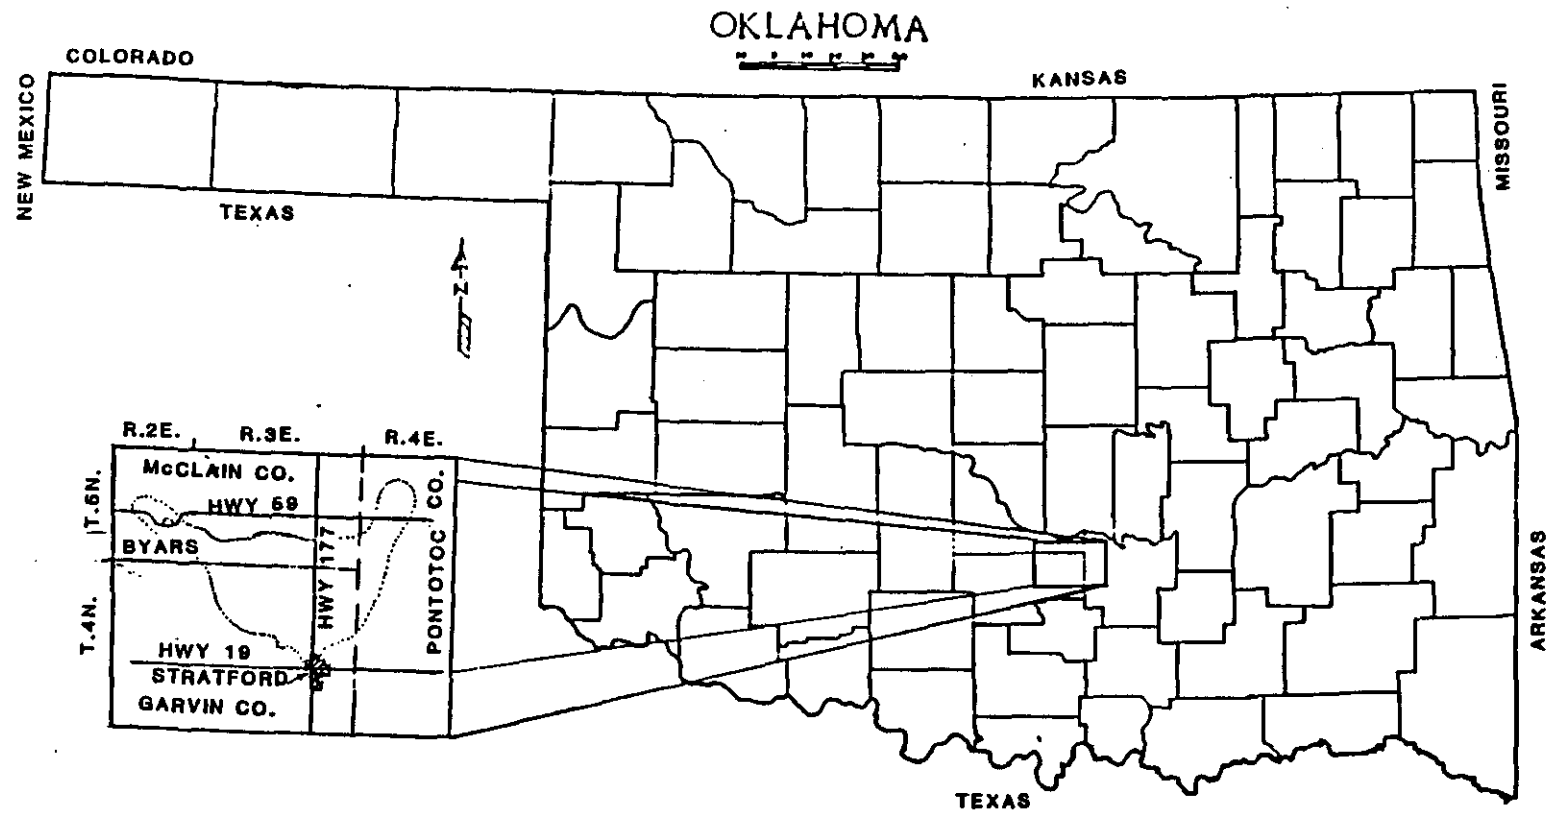 OKLAHOMA
COLORADO
KANSAS
NEW MEXICO
MISSOURI
TEXAS
N
R.2E. R.3E. R.4E.
McCLAIN CO.
T.5N.
HWY 59
BYARS
HWY 177
PONTOTOC CO.
T.4N.
HWY 19
STRATFORD
GARVIN CO.
ARKANSAS
TEXAS